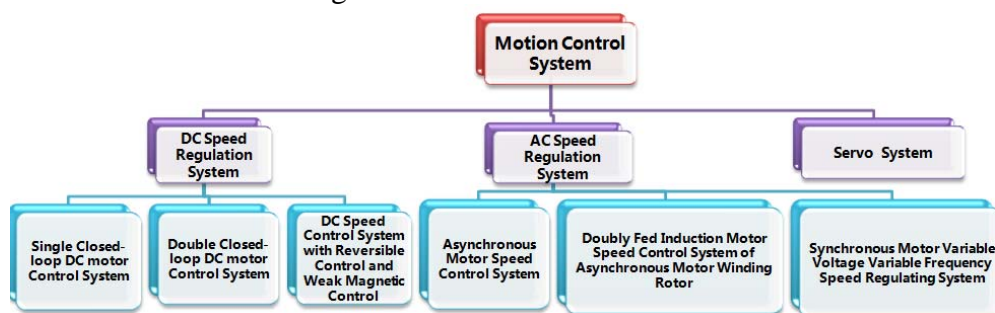 Motion Control
System
DC Speed
Regulation
System
AC Speed
Regulation
System
Servo System
Single Closed-
loop DC motor
Control System
Double Closed-
loop DC motor
Control System
DC Speed
Control System
with Reversible
Control and
Weak Magnetic
Control
Asynchronous
Motor Speed
Control System
Doubly Fed Induction Motor
Speed Control System of
Asynchronous Motor Winding
Rotor
Synchronous Motor Variable
Voltage Variable Frequency
Speed Regulating System